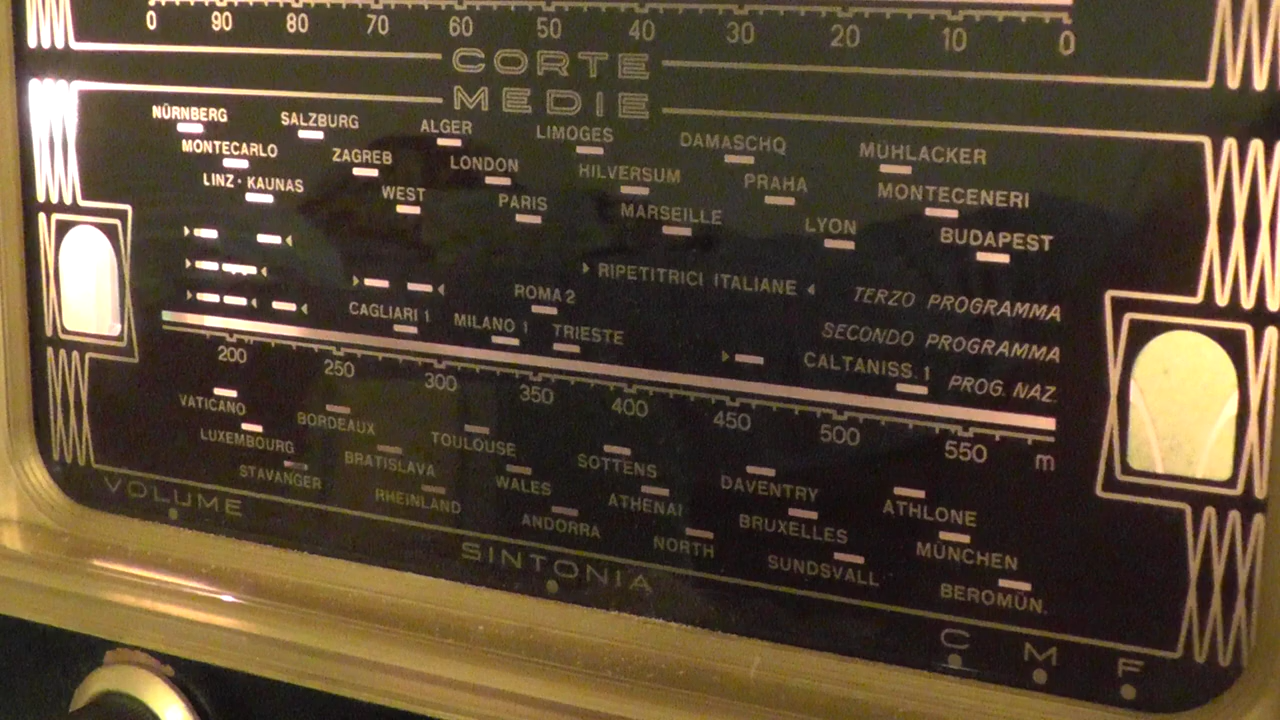 0 90 80 70 60 50 40 30 20 10 0
CORTE
MEDIE
NÜRNBERG SALZBURG ALGER LIMOGES DAMASCHQ MÜHLACKER
MONTECARLO ZAGREB LONDON HILVERSUM PRAHA MONTECENERI
LINZ·KAUNAS WEST PARIS MARSEILLE LYON BUDAPEST
RIPETITRICI ITALIANE TERZO PROGRAMMA
ROMA 2 SECONDO PROGRAMMA
CAGLIARI 1 MILANO 1 TRIESTE CALTANISS. 1 PROG. NAZ.
200 250 300 350 400 450 500 550 m
VATICANO BORDEAUX TOULOUSE SOTTENS DAVENTRY ATHLONE
LUXEMBOURG BRATISLAVA WALES ATHENAI BRUXELLES MÜNCHEN
STAVANGER RHEINLAND ANDORRA NORTH SUNDSVALL BEROMÜN.
VOLUME SINTONIA C M F